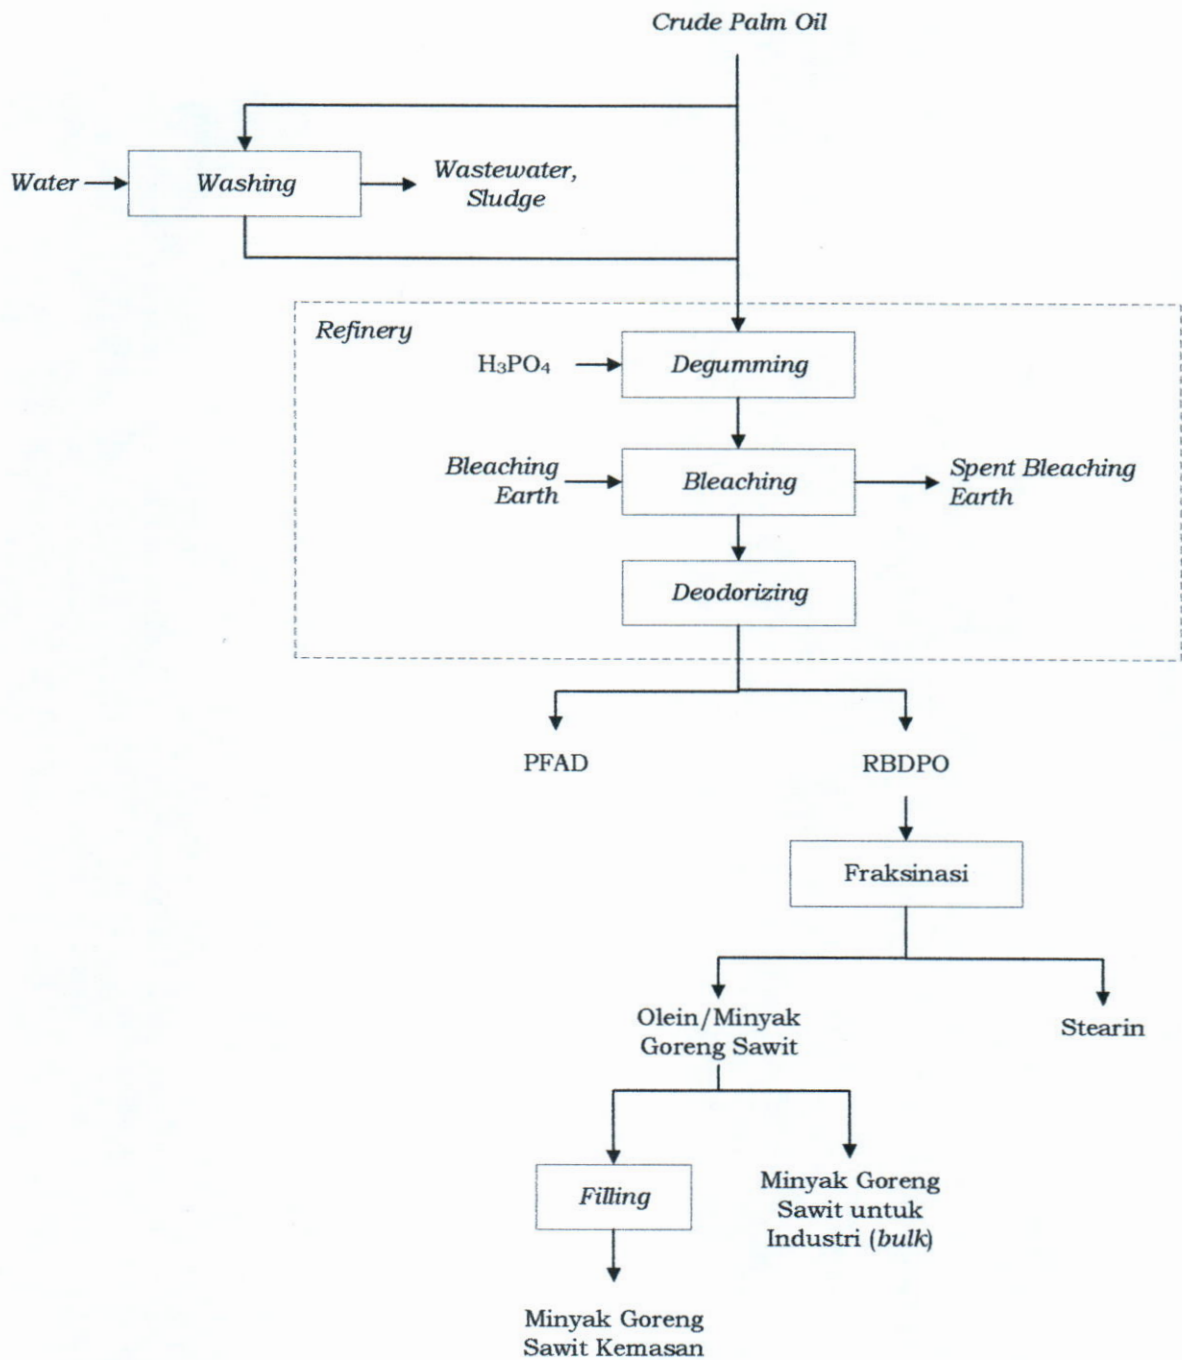 Crude Palm Oil
Water
Washing
Wastewater,
Sludge
Refinery
H₃PO₄
Degumming
Bleaching
Earth
Bleaching
Spent Bleaching
Earth
Deodorizing
PFAD
RBDPO
Fraksinasi
Olein/Minyak
Goreng Sawit
Stearin
Filling
Minyak Goreng
Sawit untuk
Industri (bulk)
Minyak Goreng
Sawit Kemasan